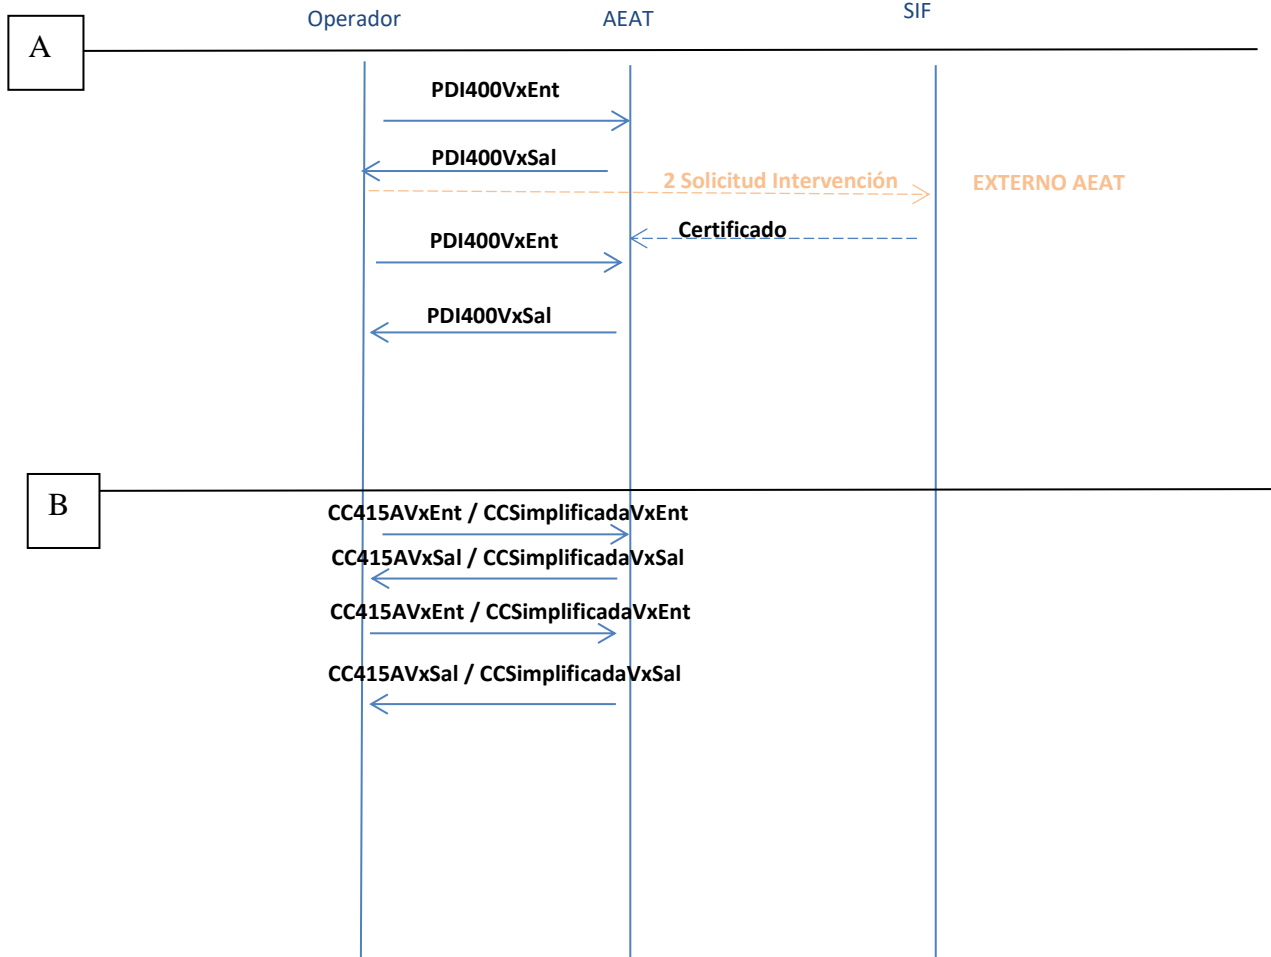 Operador AEAT SIF
A
PDI400VxEnt
PDI400VxSal
2 Solicitud Intervención EXTERNO AEAT
Certificado
PDI400VxEnt
PDI400VxSal
B
CC415AVxEnt / CCSimplificadaVxEnt
CC415AVxSal / CCSimplificadaVxSal
CC415AVxEnt / CCSimplificadaVxEnt
CC415AVxSal / CCSimplificadaVxSal